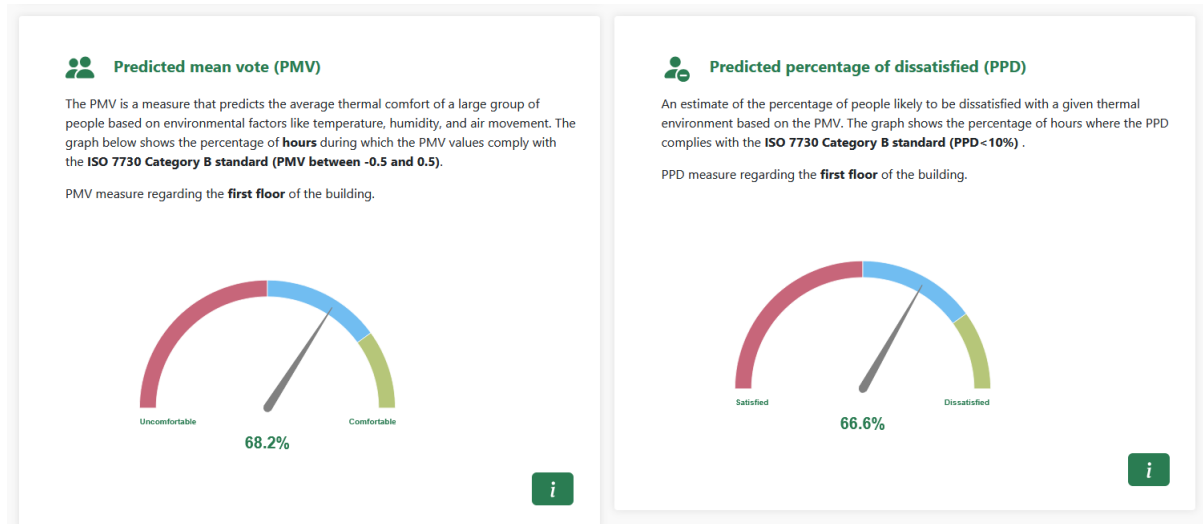 Predicted mean vote (PMV)
The PMV is a measure that predicts the average thermal comfort of a large group of
people based on environmental factors like temperature, humidity, and air movement. The
graph below shows the percentage of hours during which the PMV values comply with
the ISO 7730 Category B standard (PMV between -0.5 and 0.5).
PMV measure regarding the first floor of the building.
Uncomfortable
Comfortable
68.2%
i
Predicted percentage of dissatisfied (PPD)
An estimate of the percentage of people likely to be dissatisfied with a given thermal
environment based on the PMV. The graph shows the percentage of hours where the PPD
complies with the ISO 7730 Category B standard (PPD<10%) .
PPD measure regarding the first floor of the building.
Satisfied
Dissatisfied
66.6%
i